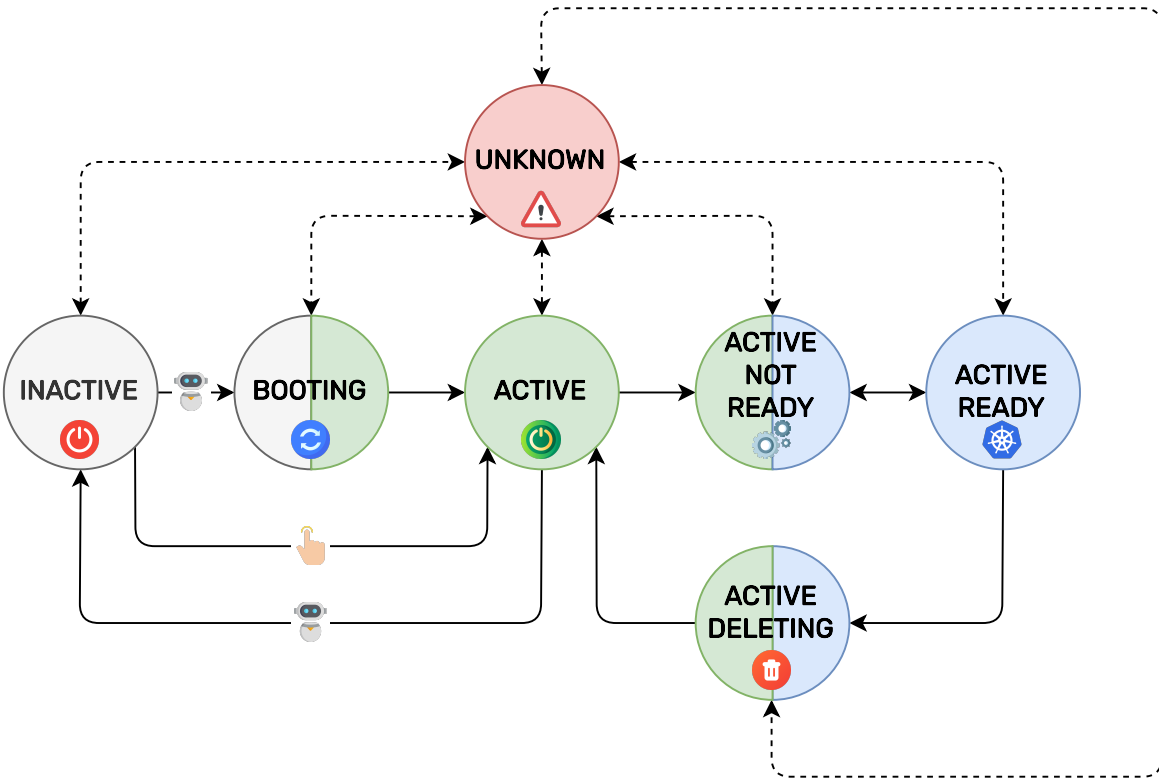 UNKNOWN
INACTIVE
BOOTING
ACTIVE
ACTIVE
NOT
READY
ACTIVE
READY
ACTIVE
DELETING